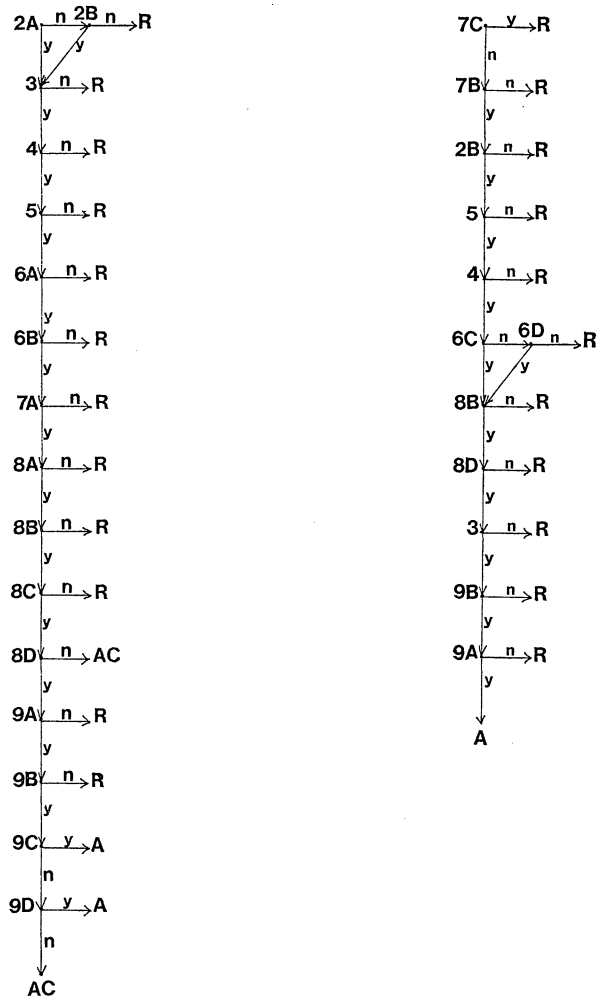 2A n 2B n R
y y
3 n R
y
4 n R
y
5 n R
y
6A n R
y
6B n R
y
7A n R
y
8A n R
y
8B n R
y
8C n R
y
8D n AC
y
9A n R
y
9B n R
y
9C y A
n
9D y A
n
AC
7C y R
n
7B n R
y
2B n R
y
5 n R
y
4 n R
y
6C n 6D n R
y y
8B n R
y
8D n R
y
3 n R
y
9B n R
y
9A n R
y
A